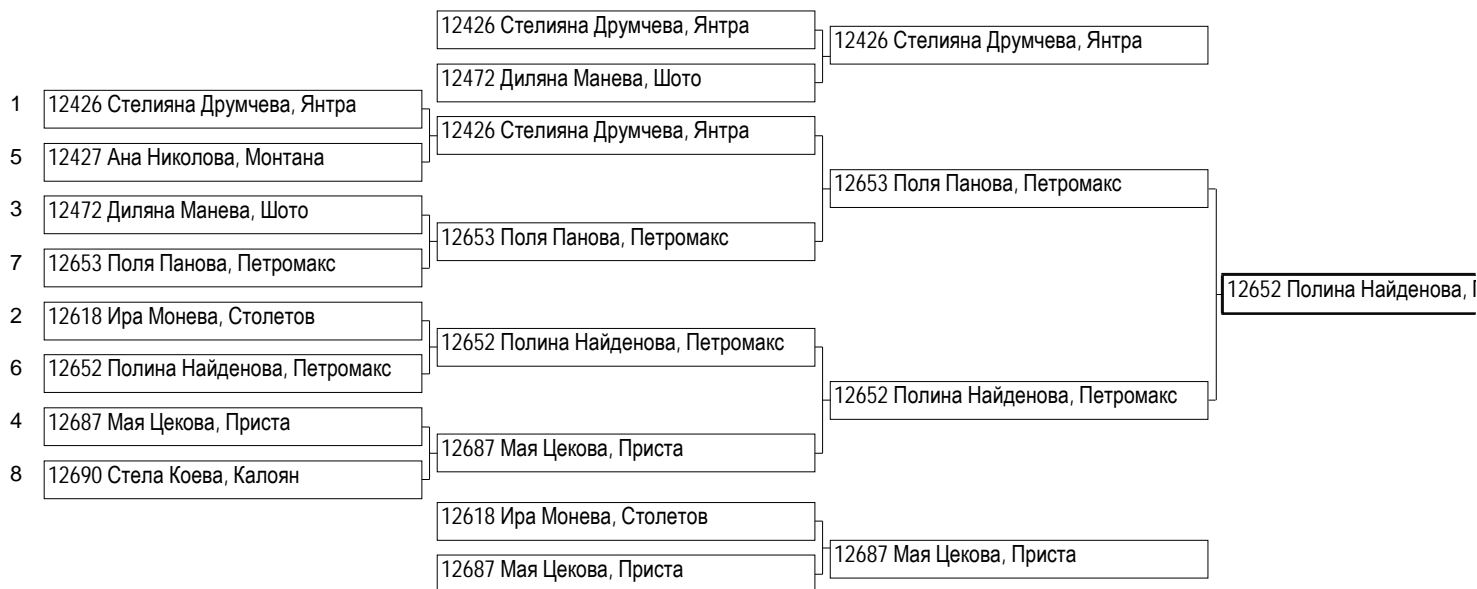 12426 Стелияна Друмчева, Янтра
12426 Стелияна Друмчева, Янтра
12472 Диляна Манева, Шото
1 12426 Стелияна Друмчева, Янтра
12426 Стелияна Друмчева, Янтра
5 12427 Ана Николова, Монтана
12653 Поля Панова, Петромакс
3 12472 Диляна Манева, Шото
12653 Поля Панова, Петромакс
7 12653 Поля Панова, Петромакс
12652 Полина Найденова,
2 12618 Ира Монева, Столетов
12652 Полина Найденова, Петромакс
6 12652 Полина Найденова, Петромакс
12652 Полина Найденова, Петромакс
4 12687 Мая Цекова, Приста
12687 Мая Цекова, Приста
8 12690 Стела Коева, Калоян
12618 Ира Монева, Столетов
12687 Мая Цекова, Приста
12687 Мая Цекова, Приста